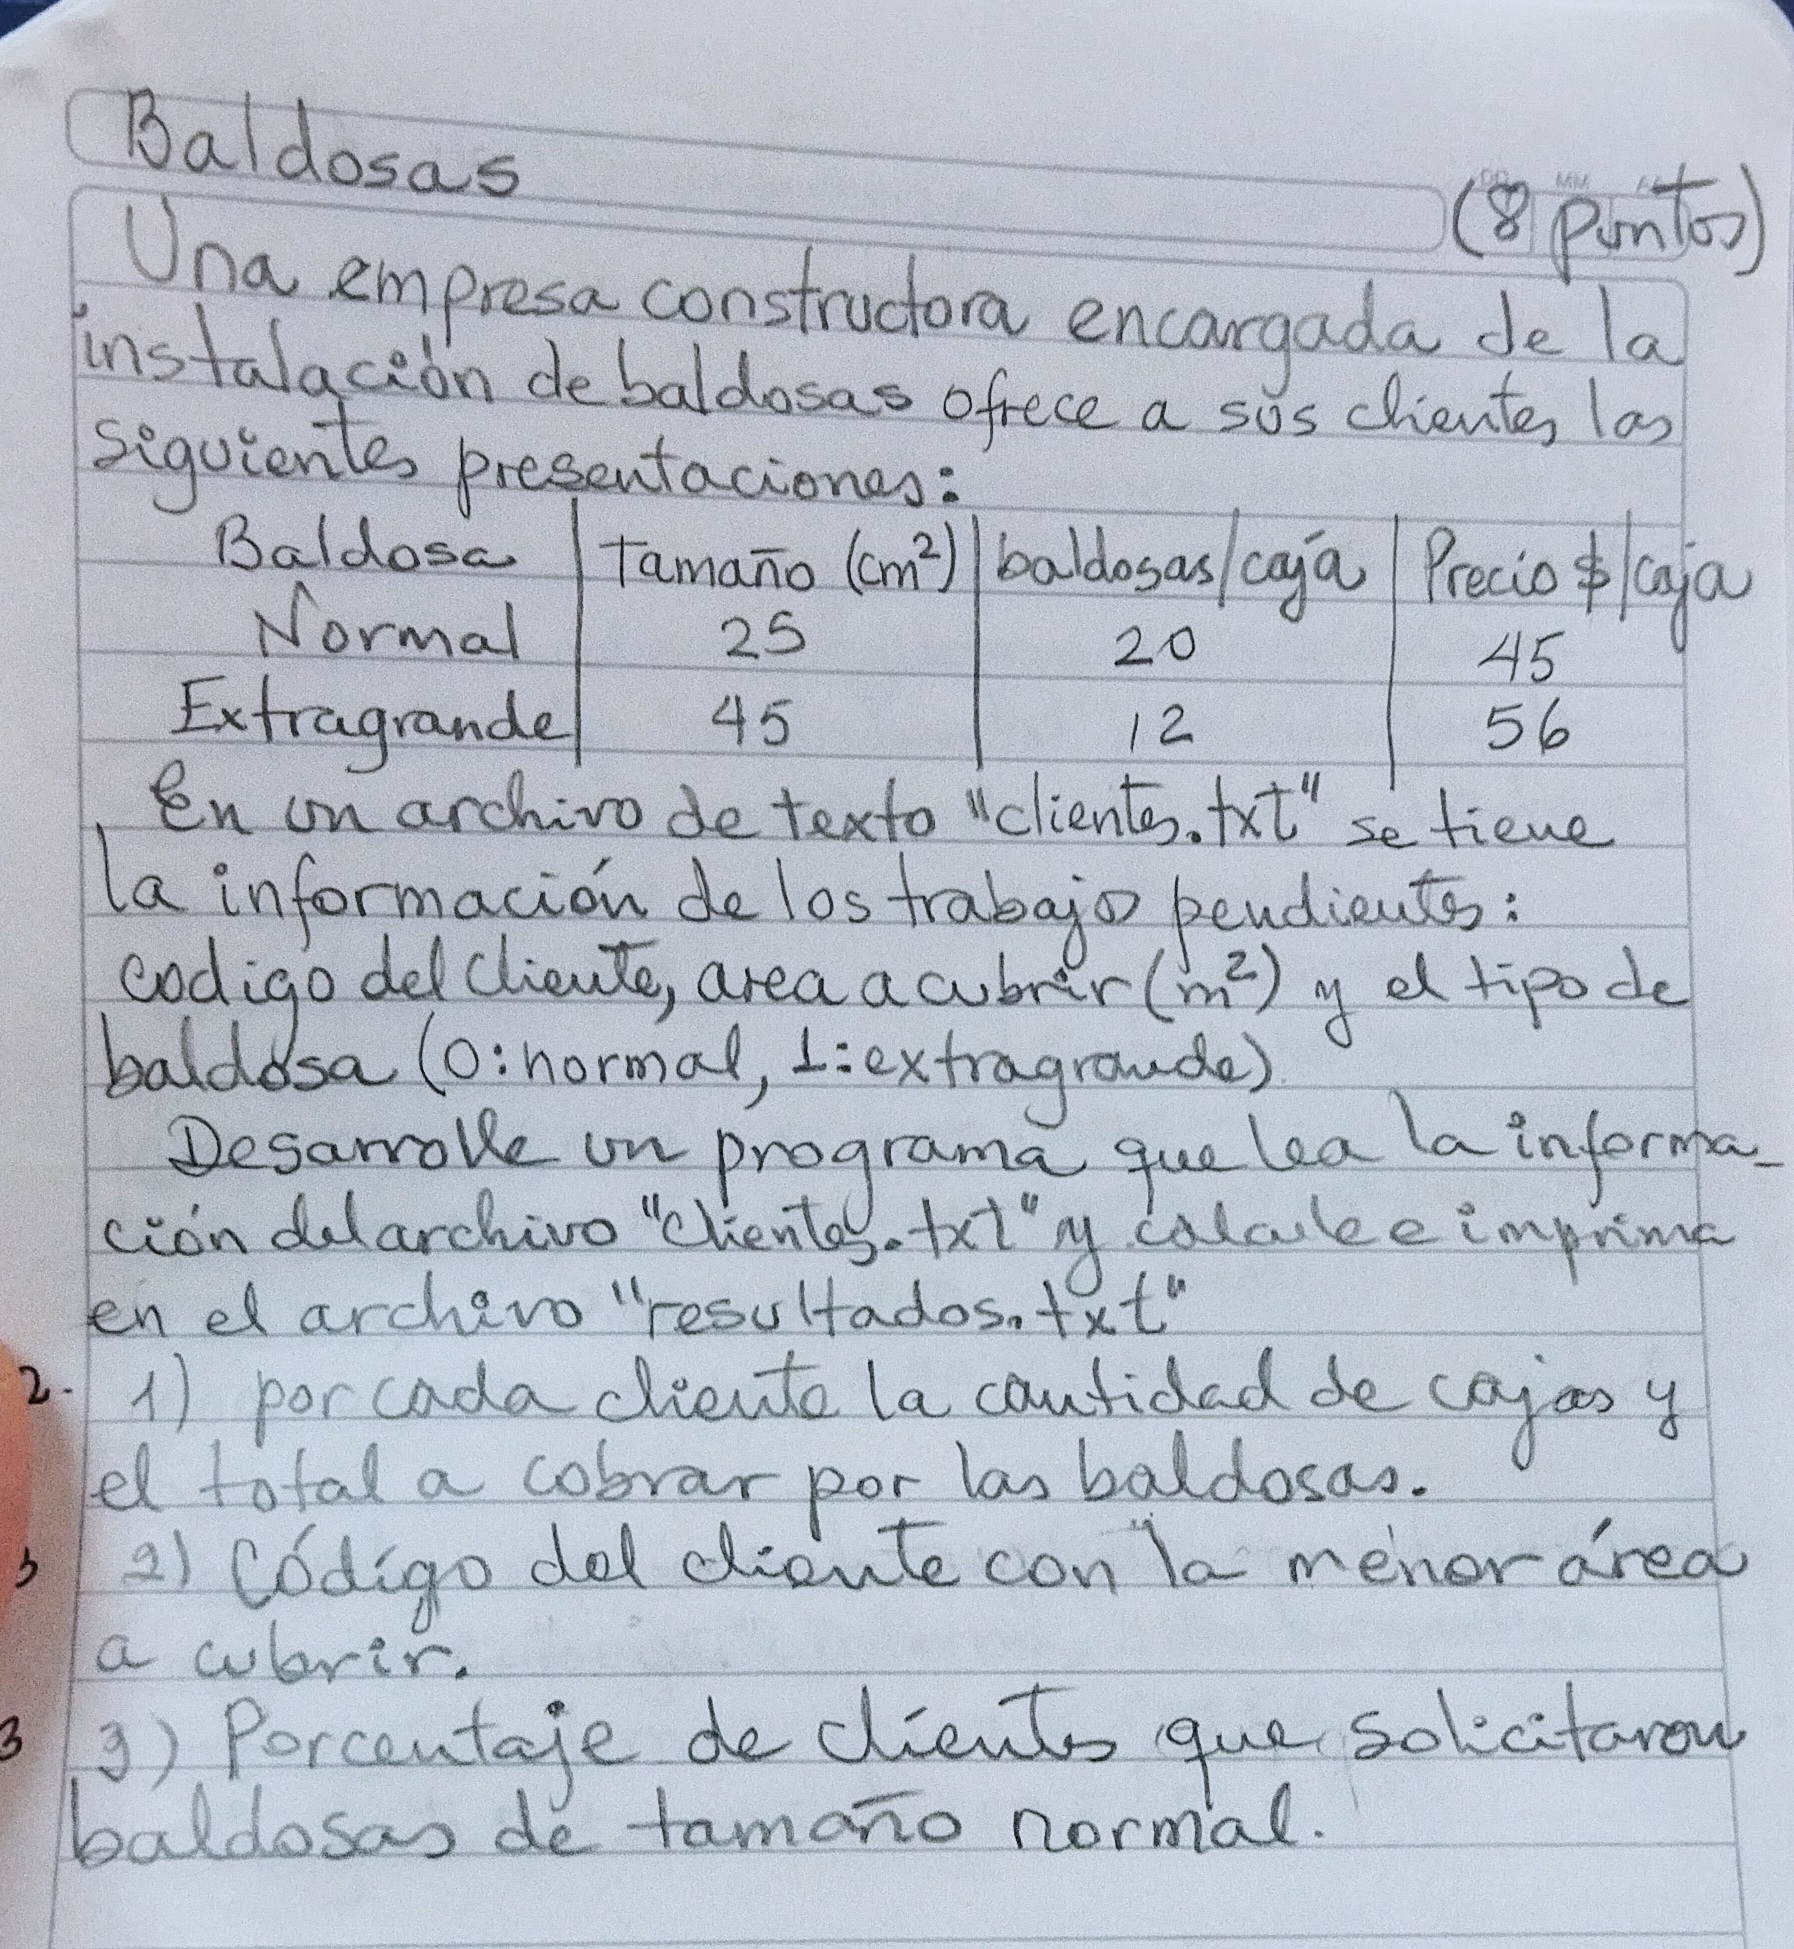 Baldosas
(8 puntos)
Una empresa constructora encargada de la
instalación de baldosas ofrece a sus clientes las
siguientes presentaciones:
Baldosa | Tamaño (cm²) | baldosas/caja | Precio $/caja
Normal | 25 | 20 | 45
Extragrande | 45 | 12 | 56
En un archivo de texto "clientes.txt" se tiene
la información de los trabajos pendientes:
codigo del cliente, area a cubrir (m²) y el tipo de
baldosa (0:normal, 1:extragrande)
Desarrolle un programa que lea la informa-
ción del archivo "clientes.txt" y calcule e imprima
en el archivo "resultados.txt"
2. 1) por cada cliente la cantidad de cajas y
el total a cobrar por las baldosas.
3 2) Código del cliente con la menor área
a cubrir.
3 3) Porcentaje de clientes que solicitaron
baldosas de tamaño normal.